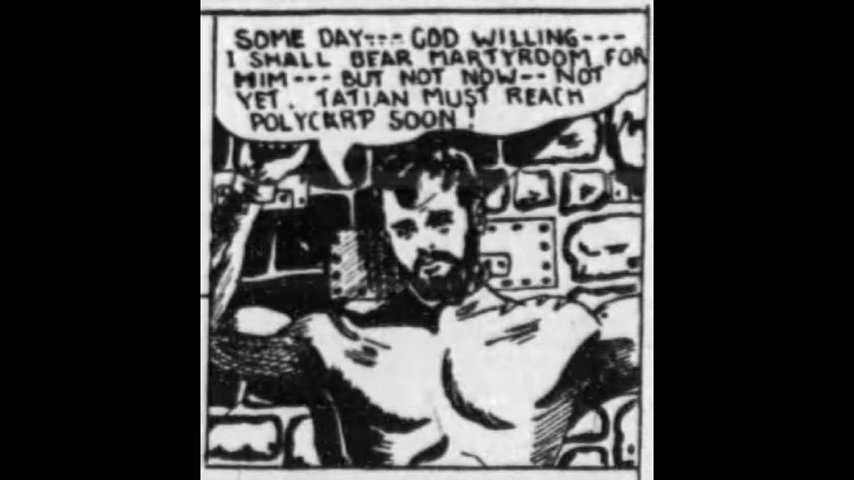 SOME DAY--- GOD WILLING---
I SHALL BEAR MARTYRDOM FOR
HIM--- BUT NOT NOW-- NOT
YET. TATIAN MUST REACH
POLYCARP SOON!